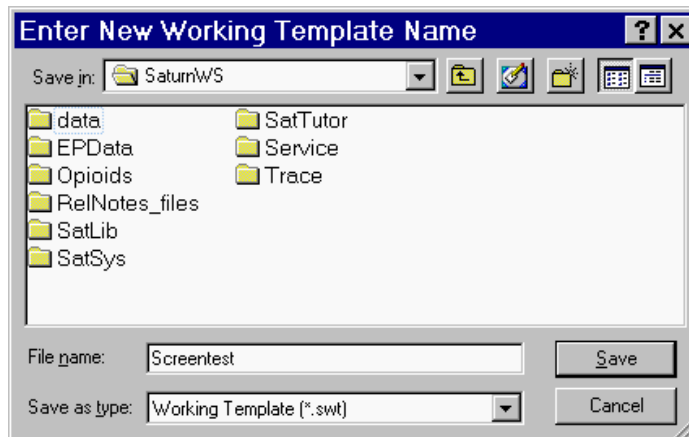 Enter New Working Template Name
Save in: SaturnWS
data
EPData
Opioids
RelNotes_files
SatLib
SatSys
SatTutor
Service
Trace
File name: Screentest Save
Save as type: Working Template (*.swt) Cancel